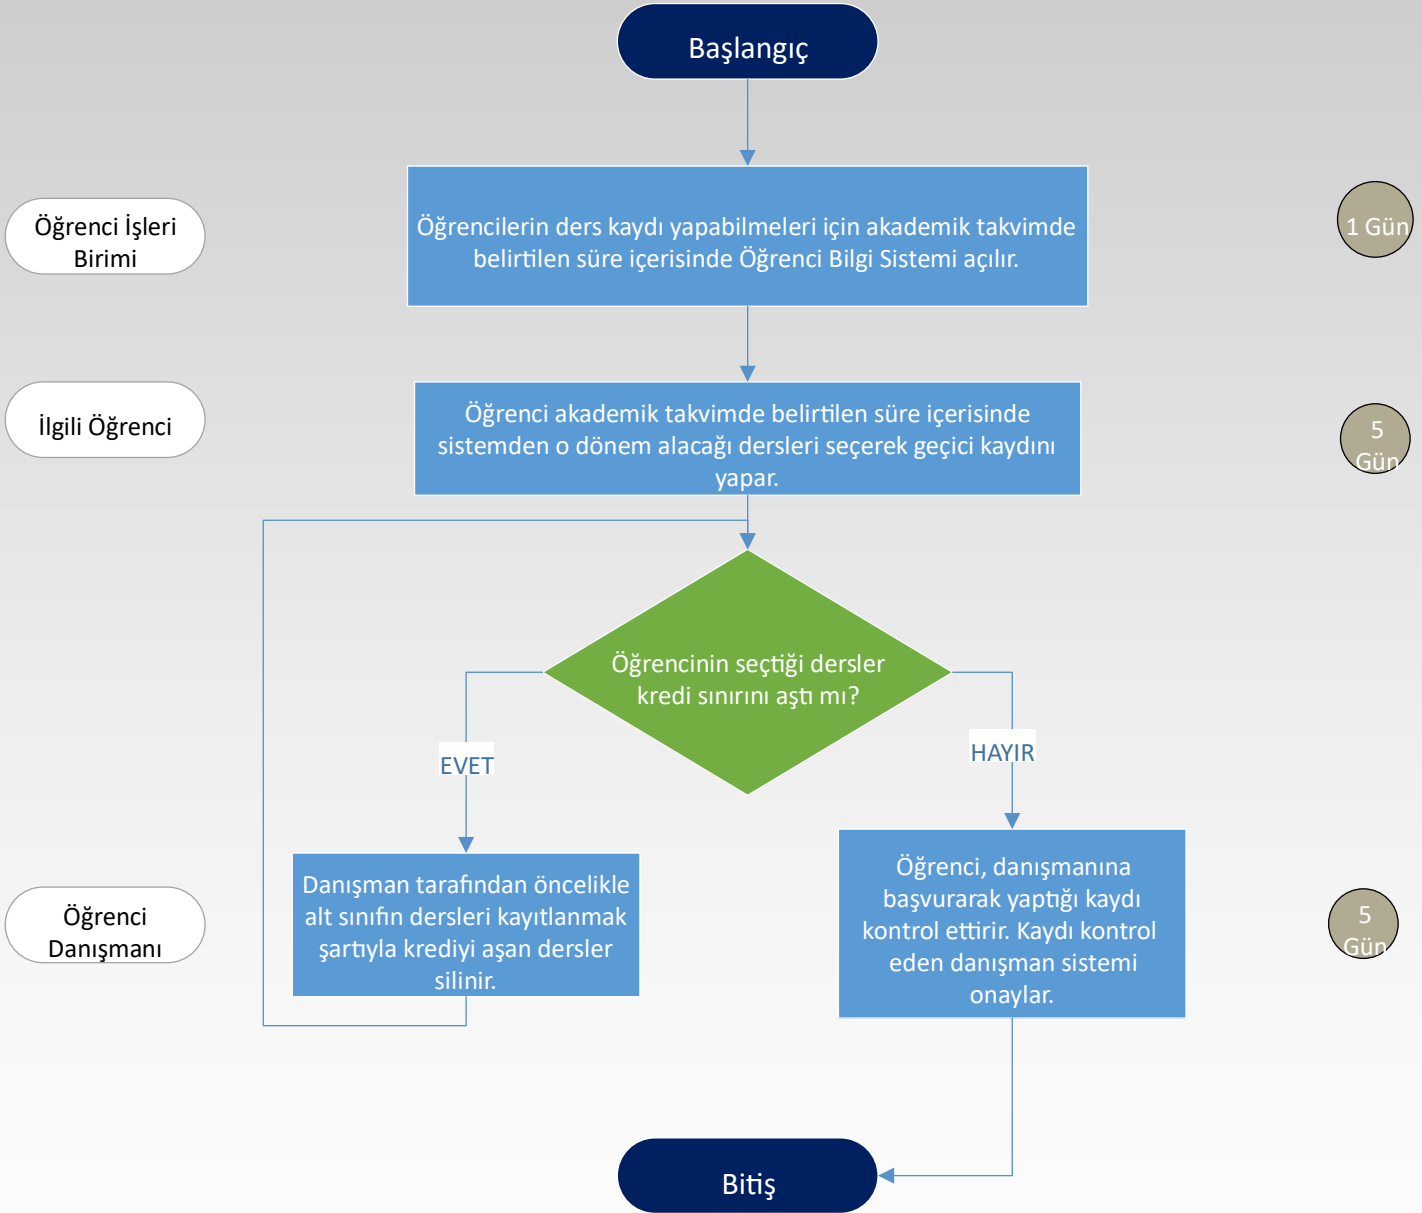 Başlangıç
Öğrenci İşleri
Birimi
Öğrencilerin ders kaydı yapabilmeleri için akademik takvimde
belirtilen süre içerisinde Öğrenci Bilgi Sistemi açılır.
1 Gün
İlgili Öğrenci
Öğrenci akademik takvimde belirtilen süre içerisinde
sistemden o dönem alacağı dersleri seçerek geçici kaydını
yapar.
5
Gün
Öğrencinin seçtiği dersler
kredi sınırını aştı mı?
EVET
HAYIR
Öğrenci
Danışmanı
Danışman tarafından öncelikle
alt sınıfın dersleri kayıtlanmak
şartıyla krediyi aşan dersler
silinir.
Öğrenci, danışmanına
başvurarak yaptığı kaydı
kontrol ettirir. Kaydı kontrol
eden danışman sistemi
onaylar.
5
Gün
Bitiş